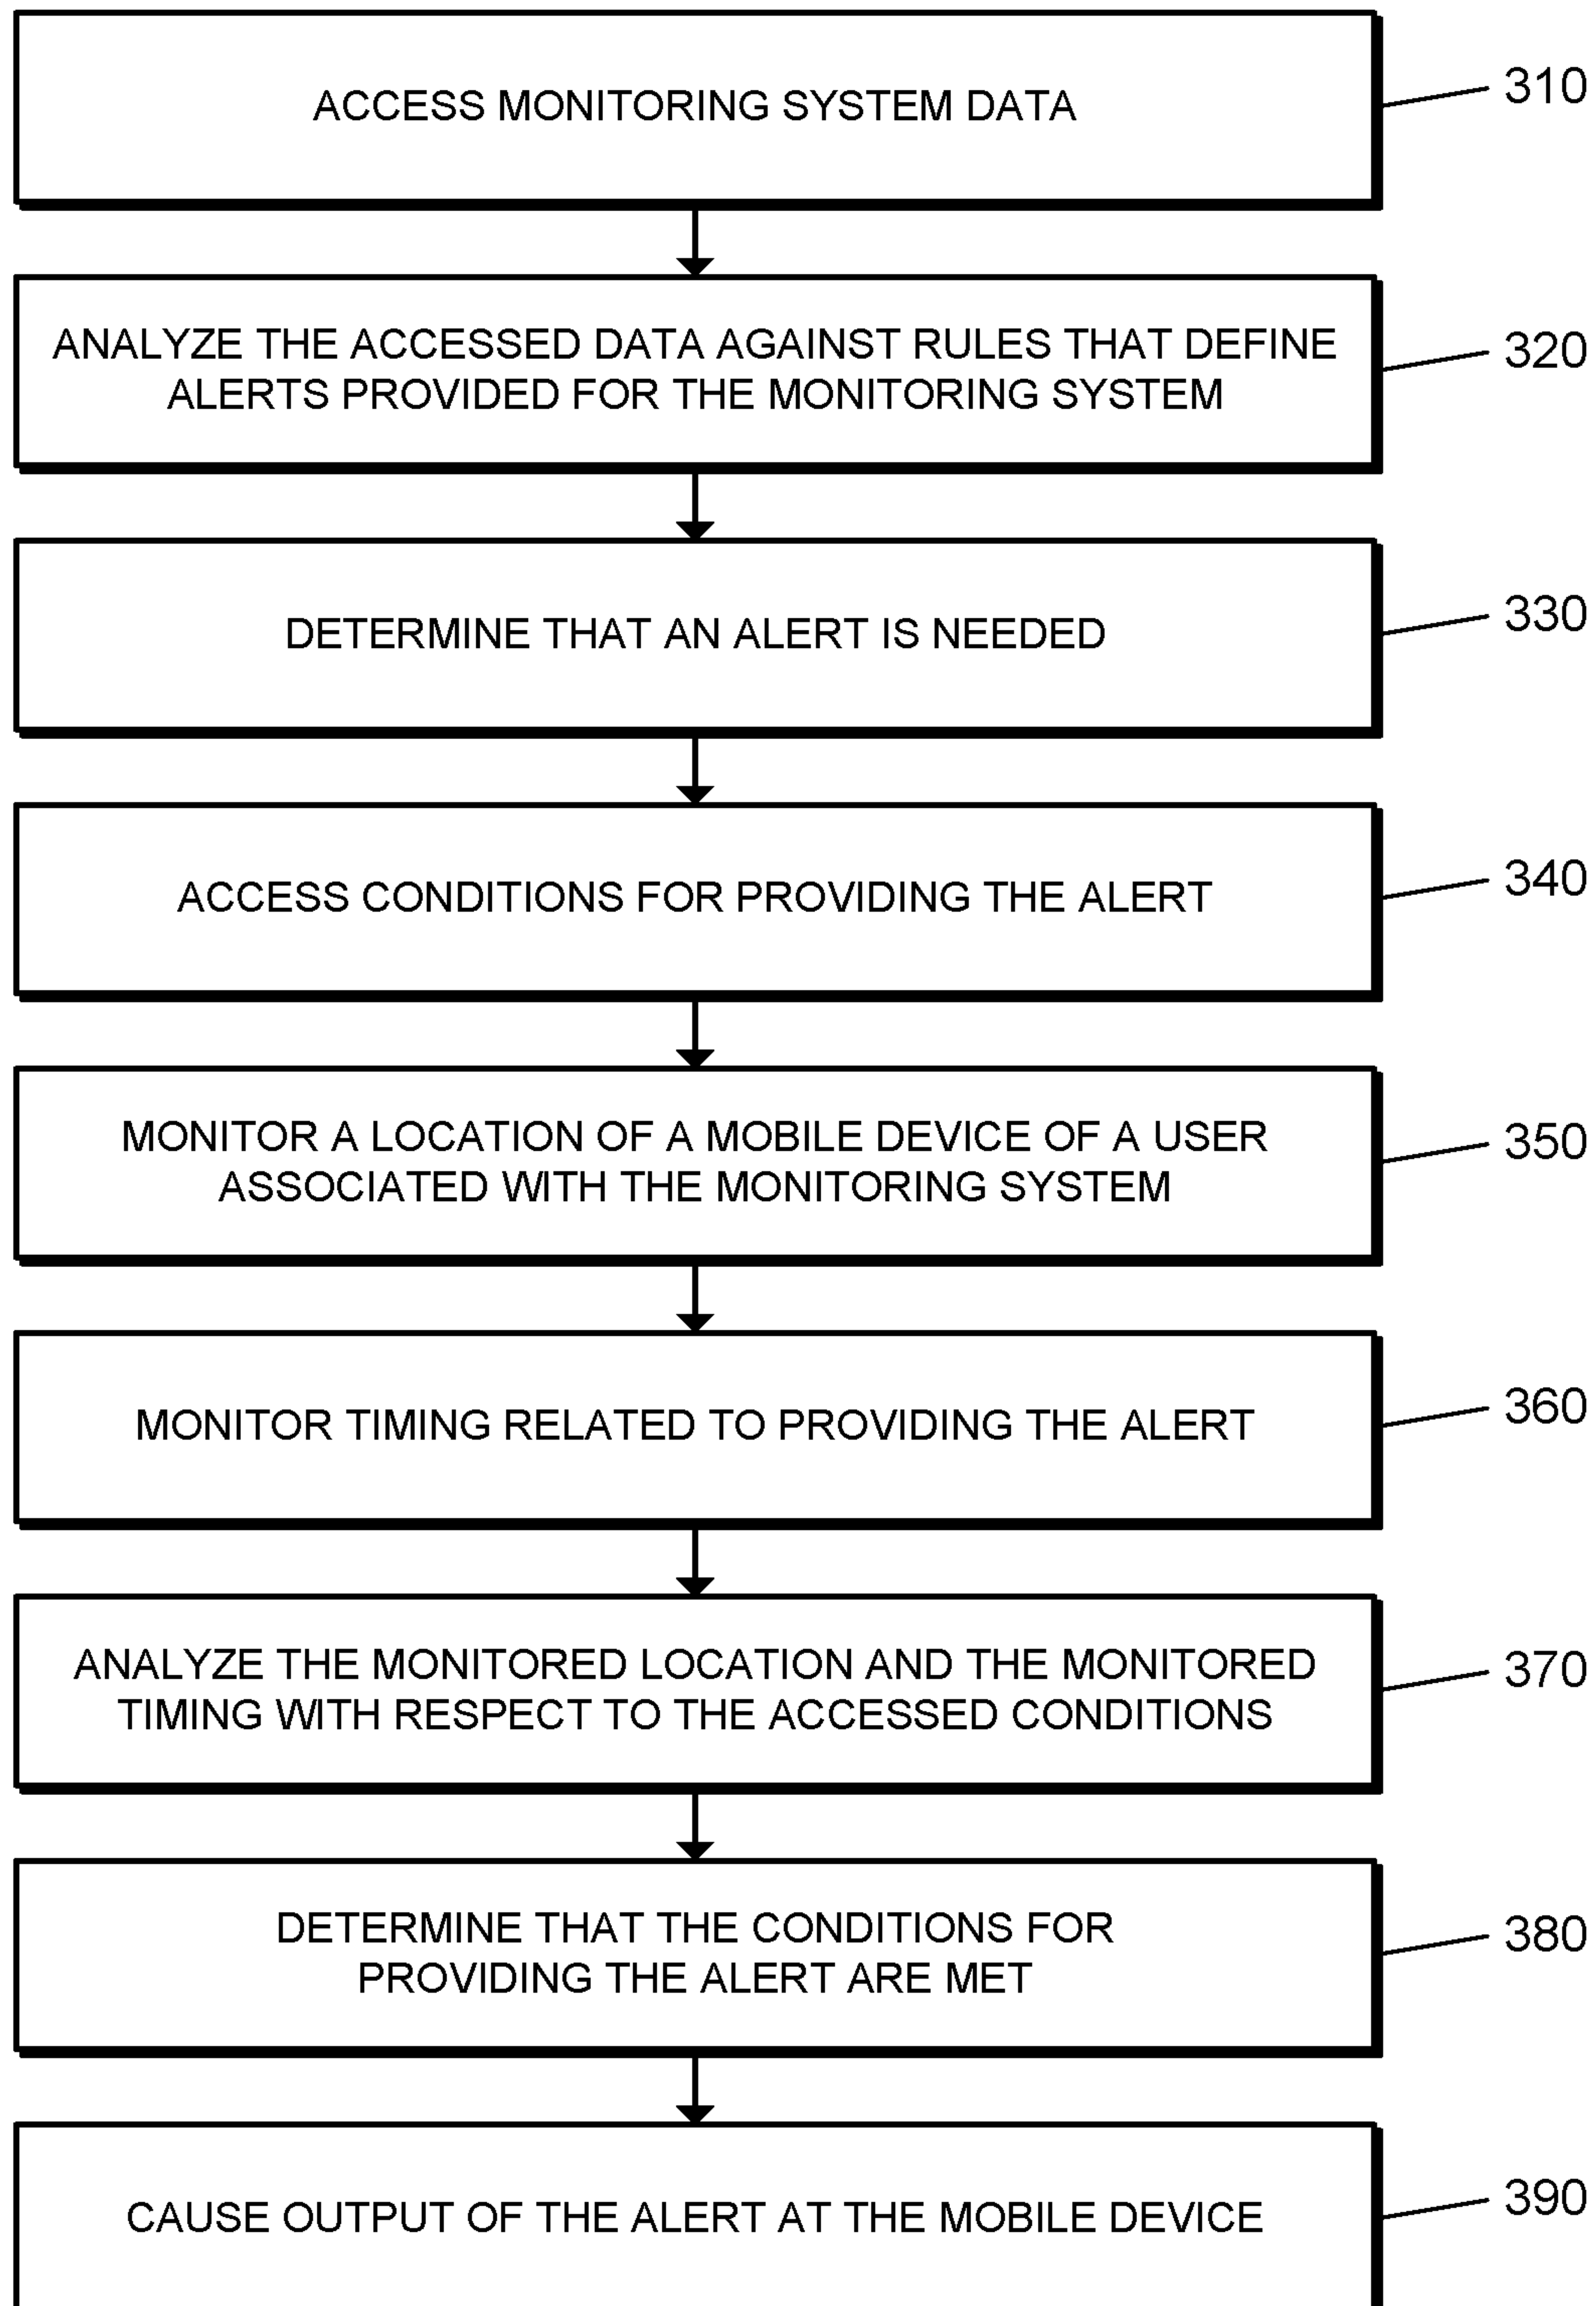 ACCESS MONITORING SYSTEM DATA
310
ANALYZE THE ACCESSED DATA AGAINST RULES THAT DEFINE
ALERTS PROVIDED FOR THE MONITORING SYSTEM
320
DETERMINE THAT AN ALERT IS NEEDED
330
ACCESS CONDITIONS FOR PROVIDING THE ALERT
340
MONITOR A LOCATION OF A MOBILE DEVICE OF A USER
ASSOCIATED WITH THE MONITORING SYSTEM
350
MONITOR TIMING RELATED TO PROVIDING THE ALERT
360
ANALYZE THE MONITORED LOCATION AND THE MONITORED
TIMING WITH RESPECT TO THE ACCESSED CONDITIONS
370
DETERMINE THAT THE CONDITIONS FOR
PROVIDING THE ALERT ARE MET
380
CAUSE OUTPUT OF THE ALERT AT THE MOBILE DEVICE
390